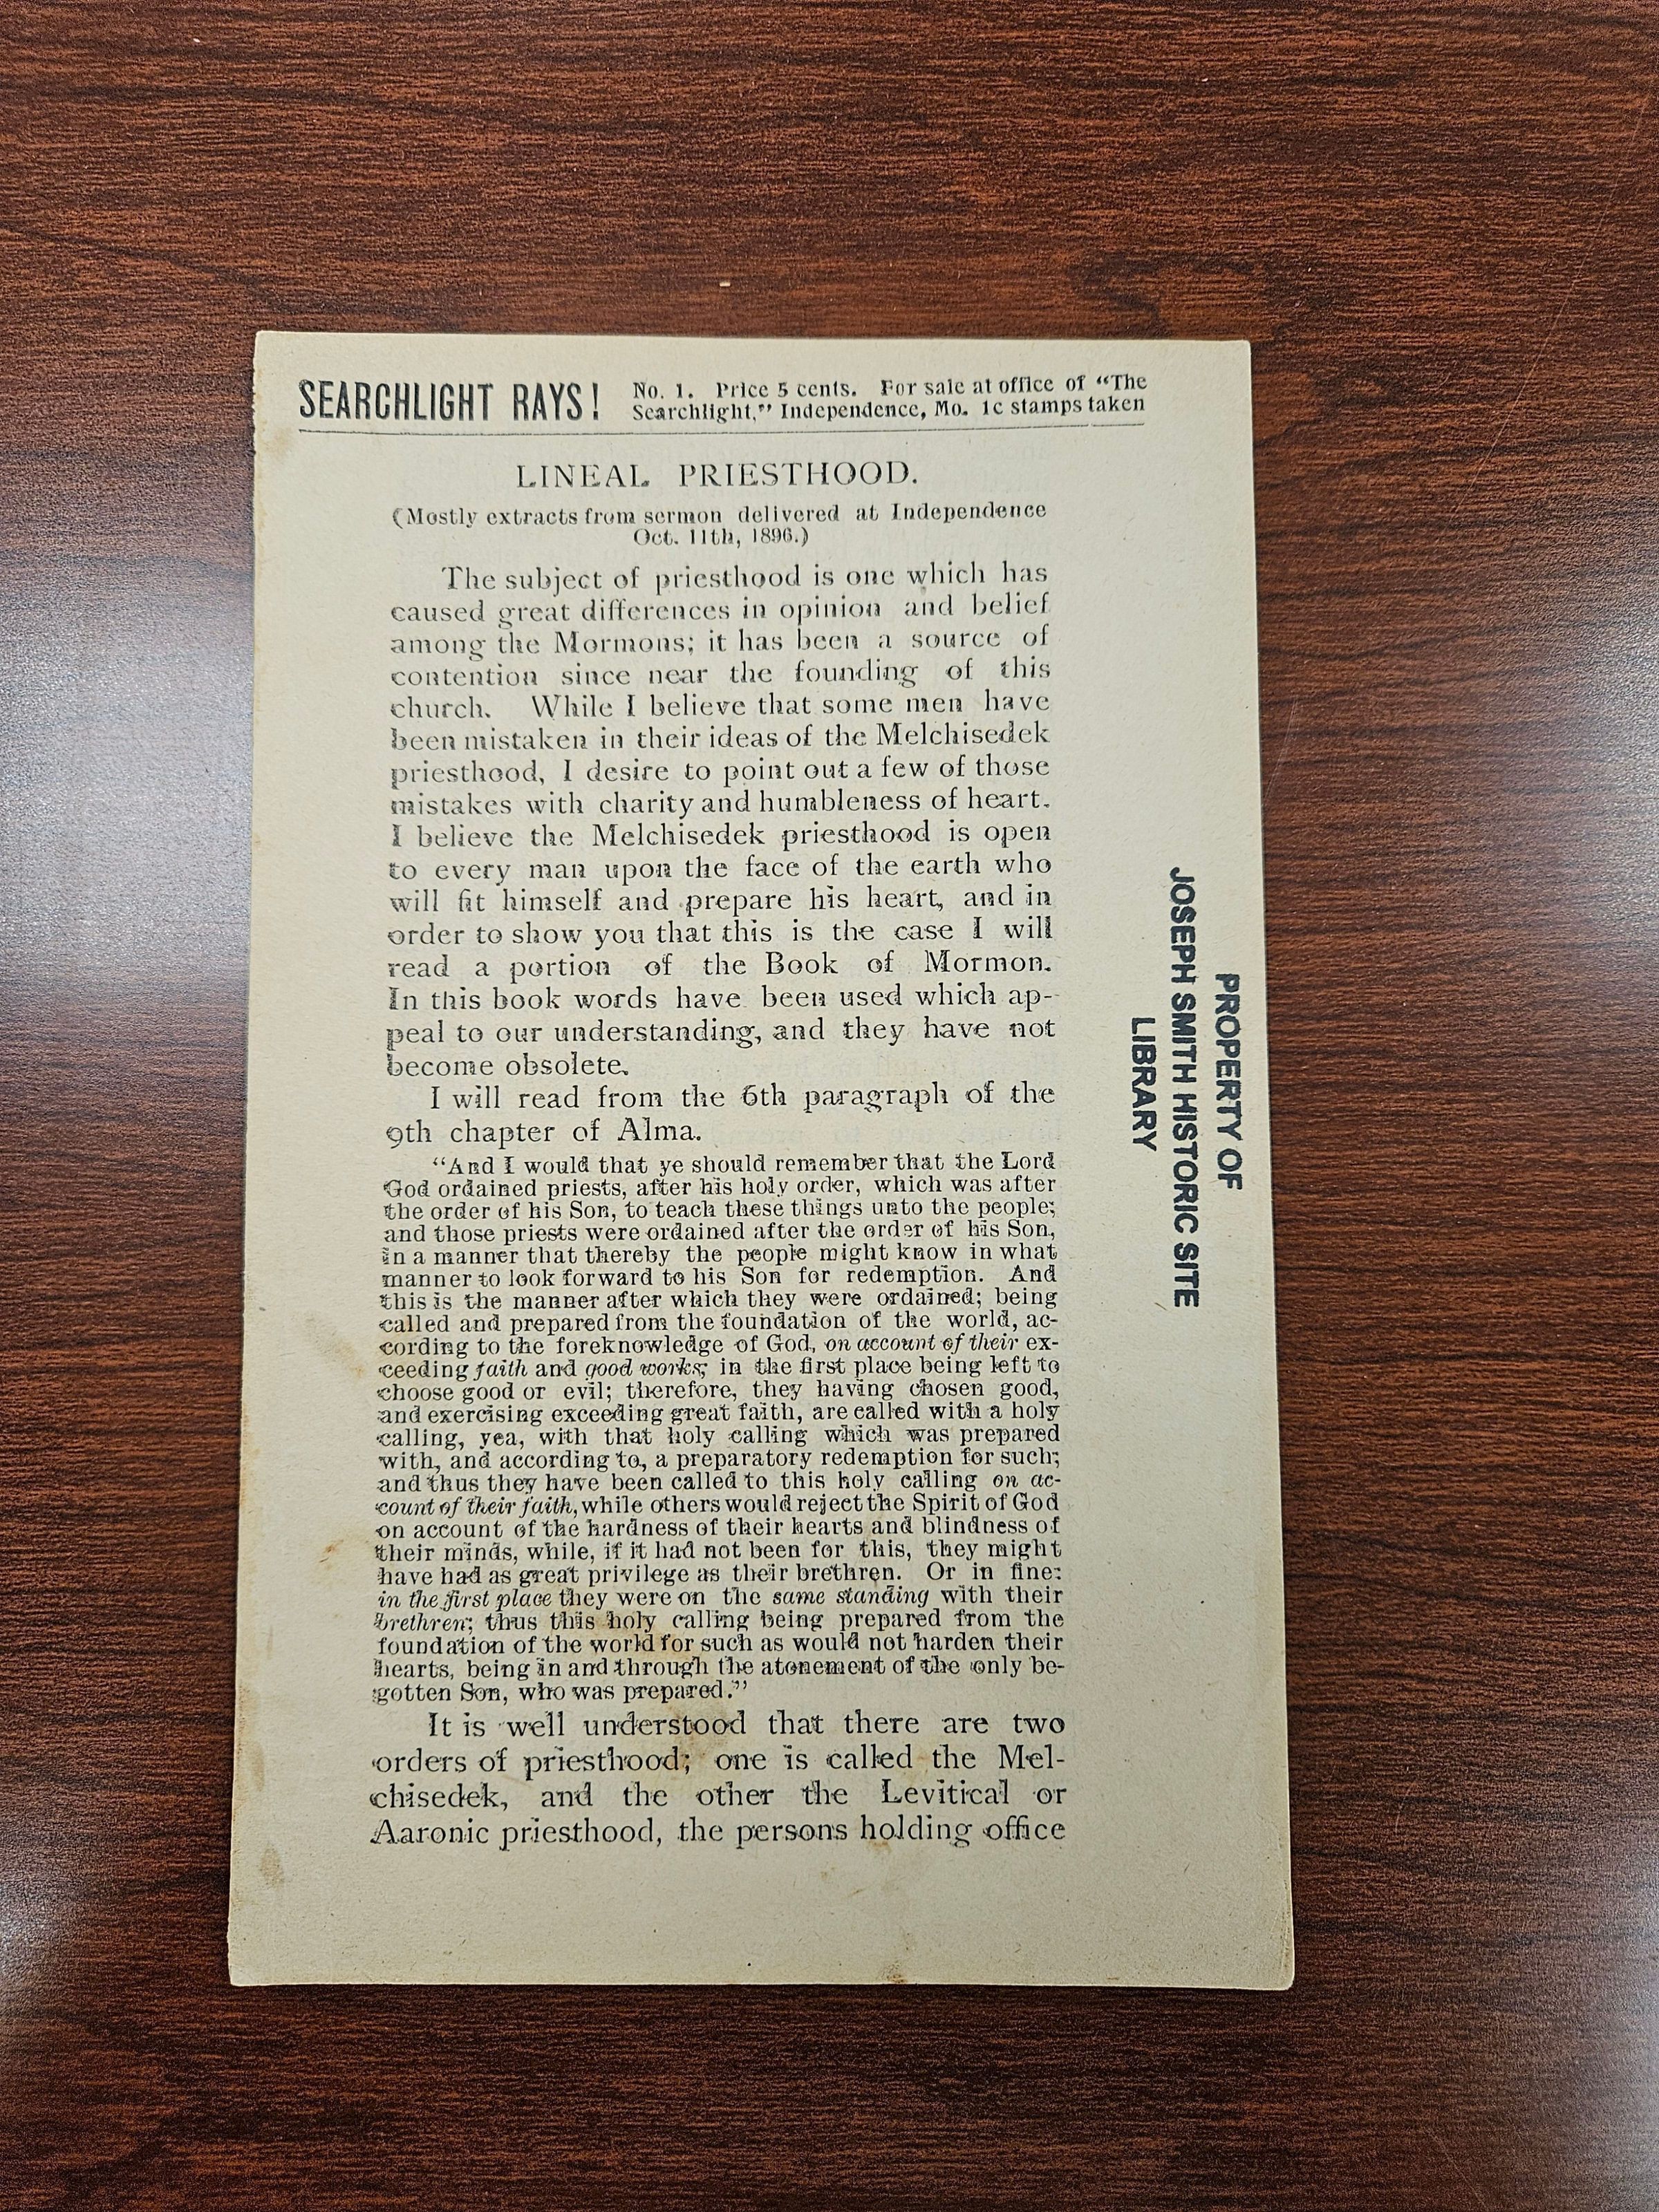 SEARCHLIGHT RAYS!
No. 1. Price 5 cents. For sale at office of “The
Searchlight,” Independence, Mo. 1c stamps taken
LINEAL PRIESTHOOD.
(Mostly extracts from sermon delivered at Independence
Oct. 11th, 1896.)
The subject of priesthood is one which has
caused great differences in opinion and belief
among the Mormons; it has been a source of
contention since near the founding of this
church. While I believe that some men have
been mistaken in their ideas of the Melchisedek
priesthood, I desire to point out a few of those
mistakes with charity and humbleness of heart.
I believe the Melchisedek priesthood is open
to every man upon the face of the earth who
will fit himself and prepare his heart, and in
order to show you that this is the case I will
read a portion of the Book of Mormon.
In this book words have been used which ap-
peal to our understanding, and they have not
become obsolete.
I will read from the 6th paragraph of the
9th chapter of Alma.
“And I would that ye should remember that the Lord
God ordained priests, after his holy order, which was after
the order of his Son, to teach these things unto the people;
and those priests were ordained after the order of his Son,
in a manner that thereby the people might know in what
manner to look forward to his Son for redemption. And
this is the manner after which they were ordained; being
called and prepared from the foundation of the world, ac-
cording to the foreknowledge of God, on account of their ex-
ceeding faith and good works; in the first place being left to
choose good or evil; therefore, they having chosen good,
and exercising exceeding great faith, are called with a holy
calling, yea, with that holy calling which was prepared
with, and according to, a preparatory redemption for such;
and thus they have been called to this holy calling on ac-
count of their faith, while others would reject the Spirit of God
on account of the hardness of their hearts and blindness of
their minds, while, if it had not been for this, they might
have had as great privilege as their brethren. Or in fine:
in the first place they were on the same standing with their
brethren; thus this holy calling being prepared from the
foundation of the world for such as would not harden their
hearts, being in and through the atonement of the only be-
gotten Son, who was prepared.”
It is well understood that there are two
orders of priesthood; one is called the Mel-
chisedek, and the other the Levitical or
Aaronic priesthood, the persons holding office
PROPERTY OF
JOSEPH SMITH HISTORIC SITE
LIBRARY